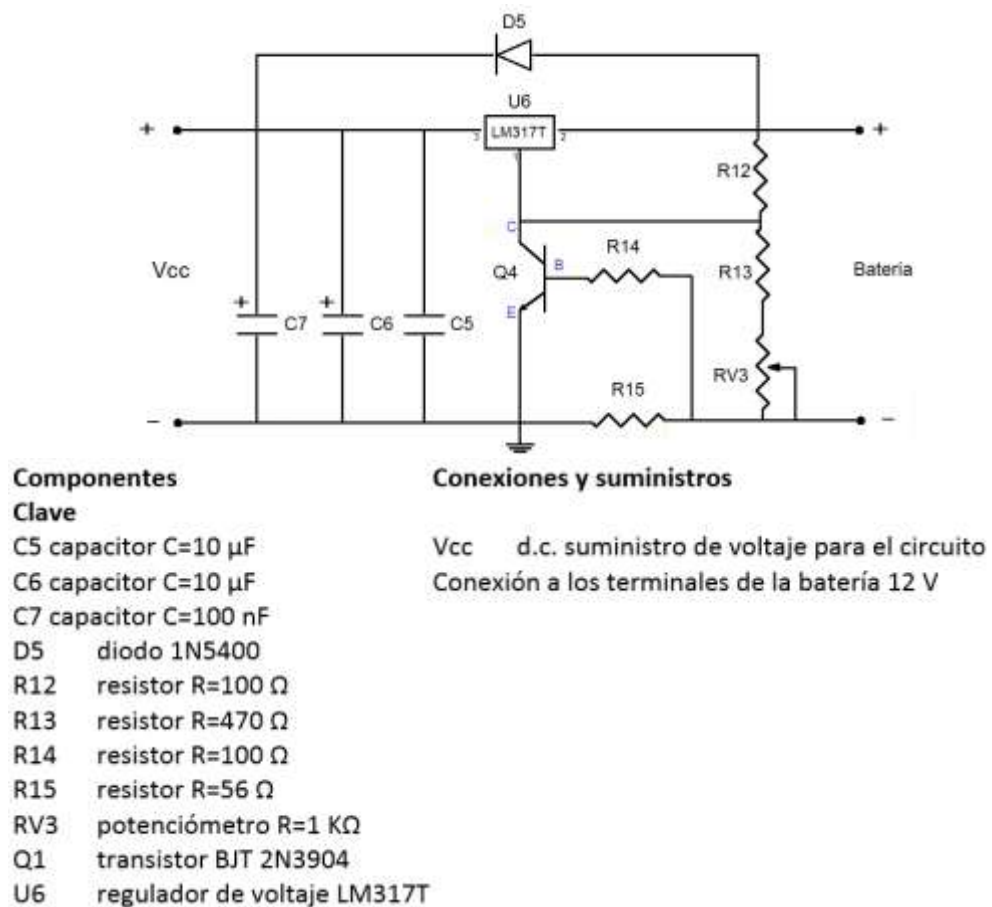 D5
U6
+ 3 LM317T 2 +
1
R12
C
R14
Vcc Q4 B R13 Bateria
E
+ C7 + C6 C5
R15 RV3
− −
Componentes Conexiones y suministros
Clave
C5 capacitor C=10 µF Vcc d.c. suministro de voltaje para el circuito
C6 capacitor C=10 µF Conexión a los terminales de la batería 12 V
C7 capacitor C=100 nF
D5 diodo 1N5400
R12 resistor R=100 Ω
R13 resistor R=470 Ω
R14 resistor R=100 Ω
R15 resistor R=56 Ω
RV3 potenciómetro R=1 KΩ
Q1 transistor BJT 2N3904
U6 regulador de voltaje LM317T